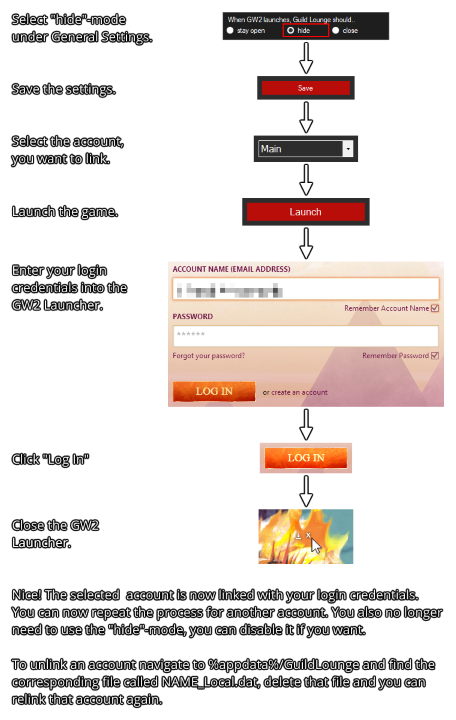 Select "hide"-mode
under General Settings.
When GW2 launches, Guild Lounge should..
stay open hide close
Save the settings.
Save
Select the account,
you want to link.
Main
Launch the game.
Launch
Enter your login
credentials into the
GW2 Launcher.
ACCOUNT NAME (EMAIL ADDRESS)
Remember Account Name
PASSWORD
******
Forgot your password? Remember Password
LOG IN or create an account
Click "Log In"
LOG IN
Close the GW2
Launcher.
Nice! The selected account is now linked with your login credentials.
You can now repeat the process for another account. You also no longer
need to use the "hide"-mode, you can disable it if you want.
To unlink an account navigate to %appdata%/GuildLounge and find the
corresponding file called NAME_Local.dat, delete that file and you can
relink that account again.